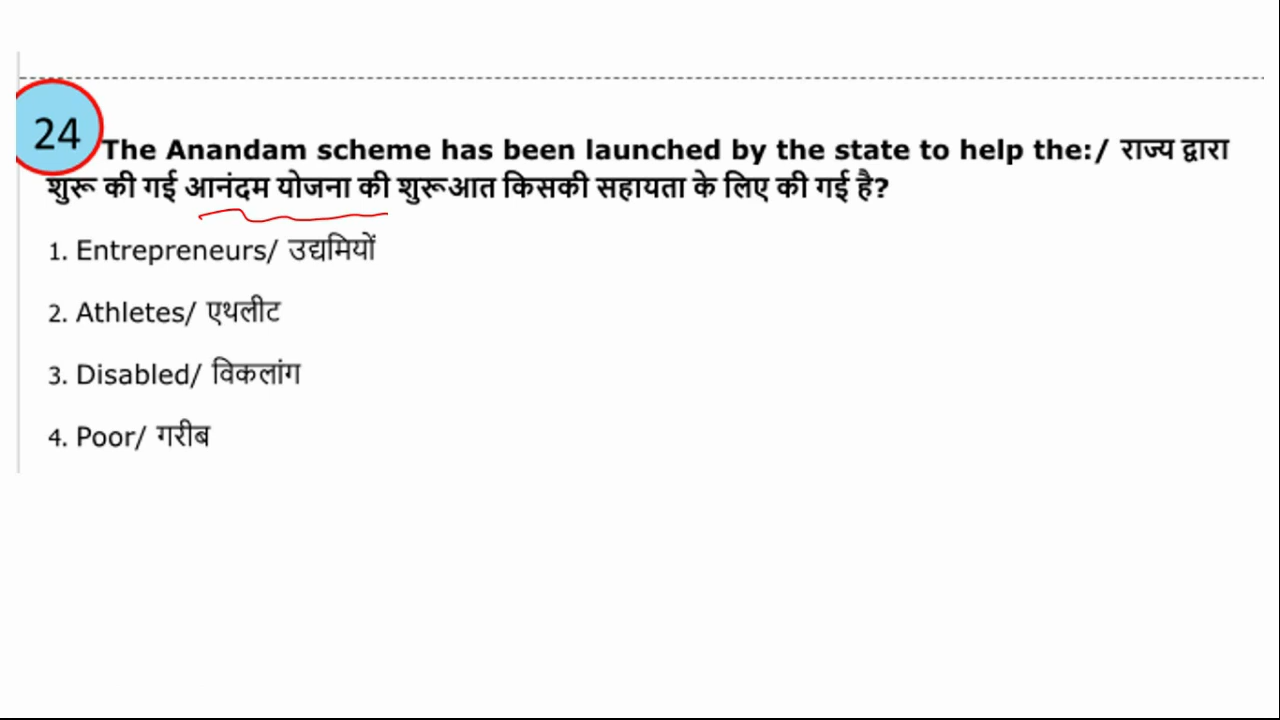 24
The Anandam scheme has been launched by the state to help the:/ राज्य द्वारा
शुरू की गई आनंदम योजना की शुरूआत किसकी सहायता के लिए की गई है?
1. Entrepreneurs/ उद्यमियों
2. Athletes/ एथलीट
3. Disabled/ विकलांग
4. Poor/ गरीब